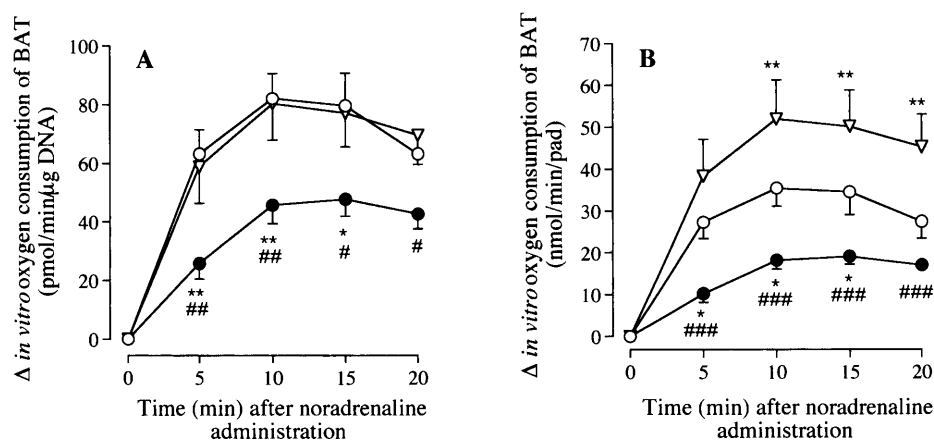 Δ in vitro oxygen consumption of BAT
(pmol/min/µg DNA)
A
100
80
60
40
20
0
**
##
**
##
*
#
#
0 5 10 15 20
Time (min) after noradrenaline
administration
Δ in vitro oxygen consumption of BAT
(nmol/min/pad)
B
70
60
50
40
30
20
10
0
**
**
**
*
###
*
###
*
###
###
0 5 10 15 20
Time (min) after noradrenaline
administration